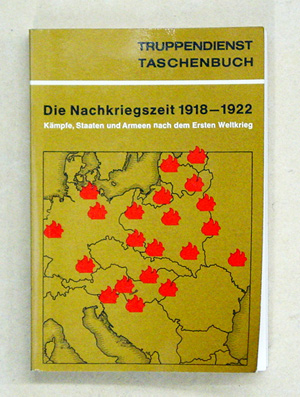 TRUPPENDIENST
TASCHENBUCH
Die Nachkriegszeit 1918—1922
Kämpfe, Staaten und Armeen nach dem Ersten Weltkrieg